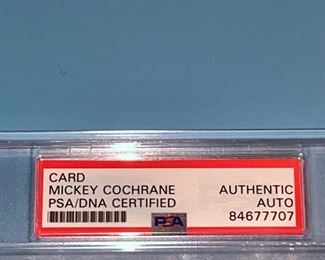 CARD
MICKEY COCHRANE
PSA/DNA CERTIFIED
AUTHENTIC
AUTO
84677707
PSA